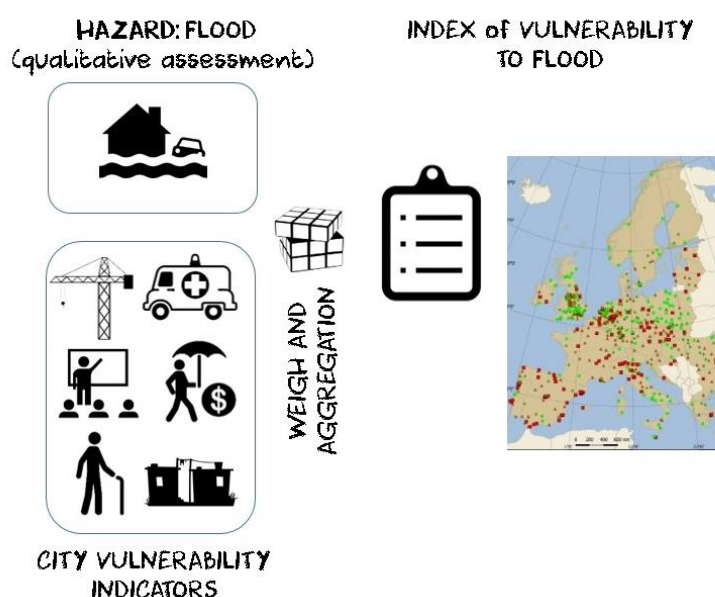 HAZARD: FLOOD
(qualitative assessment)
INDEX of VULNERABILITY
TO FLOOD
WEIGH AND
AGGREGATION
$
CITY VULNERABILITY
INDICATORS